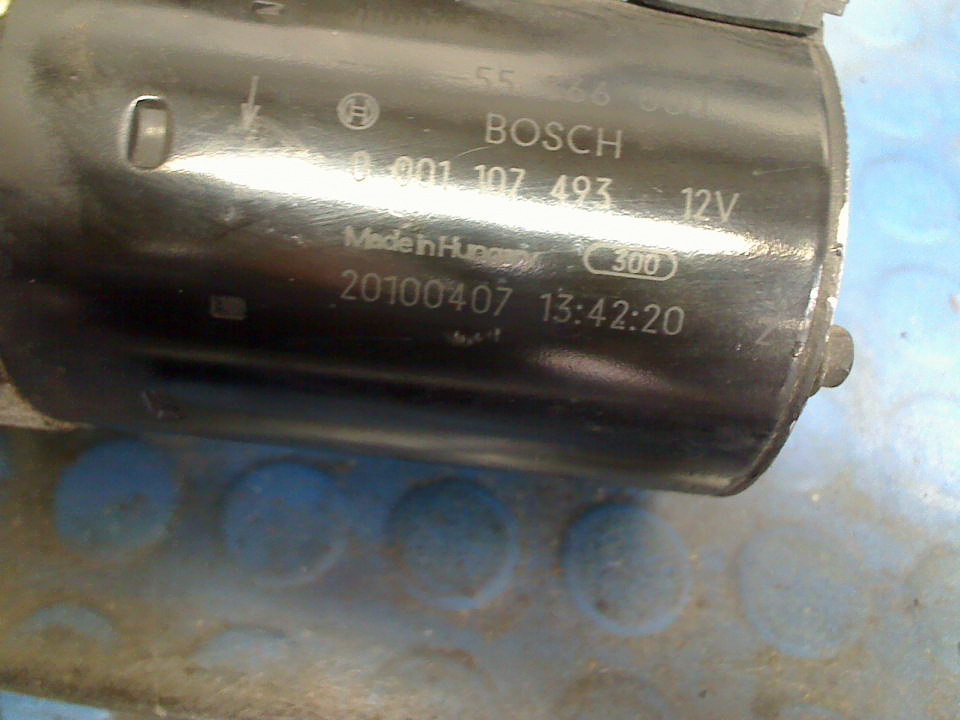 BOSCH
0 001 107 493 12V
Made in Hungary 300
20100407 13:42:20